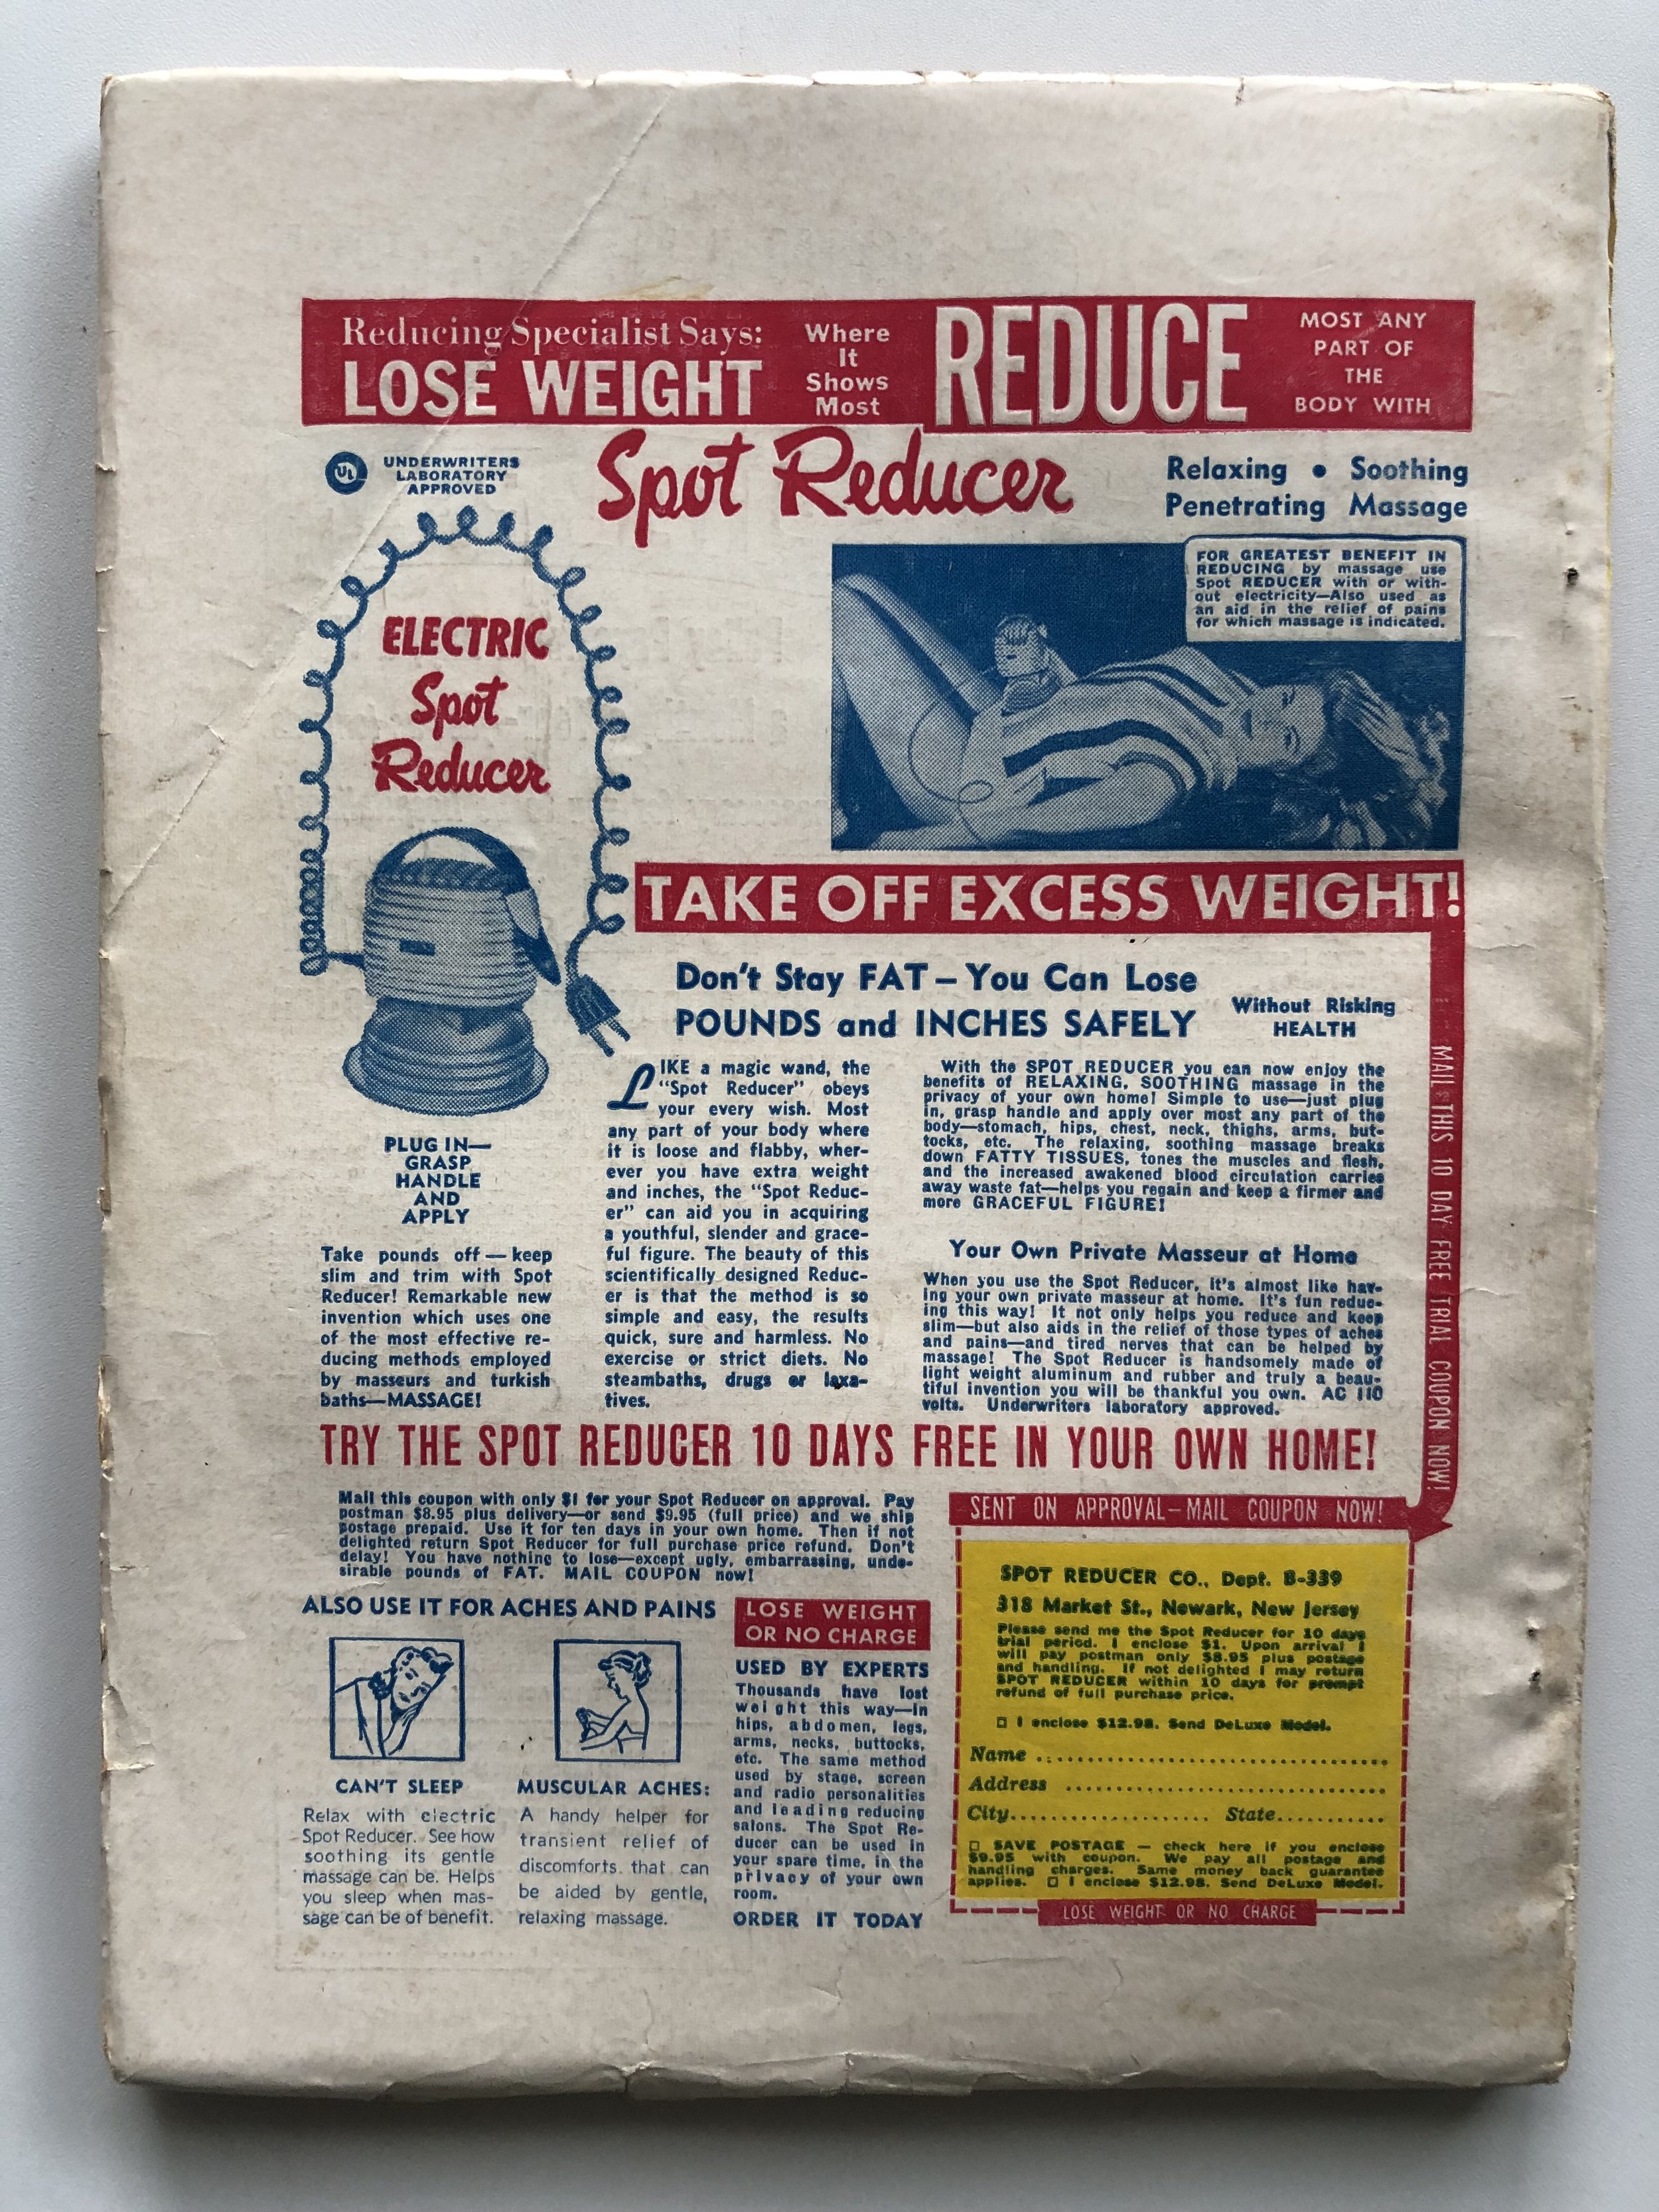 Reducing Specialist Says:
LOSE WEIGHT
Where
It
Shows
Most
REDUCE
MOST ANY
PART OF
THE
BODY WITH
UL
UNDERWRITERS
LABORATORY
APPROVED
Spot Reducer
Relaxing • Soothing
Penetrating Massage
FOR GREATEST BENEFIT IN
REDUCING by massage use
Spot REDUCER with or with-
out electricity—Also used as
an aid in the relief of pains
for which massage is indicated.
ELECTRIC
Spot
Reducer
PLUG IN—
GRASP
HANDLE
AND
APPLY
Take pounds off — keep
slim and trim with Spot
Reducer! Remarkable new
invention which uses one
of the most effective re-
ducing methods employed
by masseurs and turkish
baths—MASSAGE!
TAKE OFF EXCESS WEIGHT!
Don't Stay FAT – You Can Lose
POUNDS and INCHES SAFELY
Without Risking
HEALTH
LIKE a magic wand, the
"Spot Reducer" obeys
your every wish. Most
any part of your body where
it is loose and flabby, wher-
ever you have extra weight
and inches, the "Spot Reduc-
er" can aid you in acquiring
a youthful, slender and grace-
ful figure. The beauty of this
scientifically designed Reduc-
er is that the method is so
simple and easy, the results
quick, sure and harmless. No
exercise or strict diets. No
steambaths, drugs or laxa-
tives.
With the SPOT REDUCER you can now enjoy the
benefits of RELAXING, SOOTHING massage in the
privacy of your own home! Simple to use—just plug
in, grasp handle and apply over most any part of the
body—stomach, hips, chest, neck, thighs, arms, but-
tocks, etc. The relaxing, soothing massage breaks
down FATTY TISSUES, tones the muscles and flesh,
and the increased awakened blood circulation carries
away waste fat—helps you regain and keep a firmer and
more GRACEFUL FIGURE!
Your Own Private Masseur at Home
When you use the Spot Reducer, it's almost like hav-
ing your own private masseur at home. It's fun reduc-
ing this way! It not only helps you reduce and keep
slim—but also aids in the relief of those types of aches
and pains—and tired nerves that can be helped by
massage! The Spot Reducer is handsomely made of
light weight aluminum and rubber and truly a beau-
tiful invention you will be thankful you own. AC 110
volts. Underwriters laboratory approved.
MAIL THIS 10 DAY FREE TRIAL COUPON NOW!
TRY THE SPOT REDUCER 10 DAYS FREE IN YOUR OWN HOME!
Mail this coupon with only $1 for your Spot Reducer on approval. Pay
postman $8.95 plus delivery—or send $9.95 (full price) and we ship
postage prepaid. Use it for ten days in your own home. Then if not
delighted return Spot Reducer for full purchase price refund. Don't
delay! You have nothing to lose—except ugly, embarrassing, unde-
sirable pounds of FAT. MAIL COUPON now!
ALSO USE IT FOR ACHES AND PAINS
CAN'T SLEEP
Relax with electric
Spot Reducer. See how
soothing its gentle
massage can be. Helps
you sleep when mas-
sage can be of benefit.
MUSCULAR ACHES:
A handy helper for
transient relief of
discomforts that can
be aided by gentle,
relaxing massage.
LOSE WEIGHT
OR NO CHARGE
USED BY EXPERTS
Thousands have lost
weight this way—in
hips, abdomen, legs,
arms, necks, buttocks,
etc. The same method
used by stage, screen
and radio personalities
and leading reducing
salons. The Spot Re-
ducer can be used in
your spare time, in the
privacy of your own
room.
ORDER IT TODAY
SENT ON APPROVAL—MAIL COUPON NOW!
SPOT REDUCER CO., Dept. B-339
318 Market St., Newark, New Jersey
Please send me the Spot Reducer for 10 days
trial period. I enclose $1. Upon arrival I
will pay postman only $8.95 plus postage
and handling. If not delighted I may return
SPOT REDUCER within 10 days for prompt
refund of full purchase price.
□ I enclose $12.98. Send DeLuxe Model.
Name ..................................
Address ..............................
City.................... State...........
□ SAVE POSTAGE — check here if you enclose
$9.95 with coupon. We pay all postage and
handling charges. Same money back guarantee
applies. □ I enclose $12.98. Send DeLuxe Model.
LOSE WEIGHT OR NO CHARGE